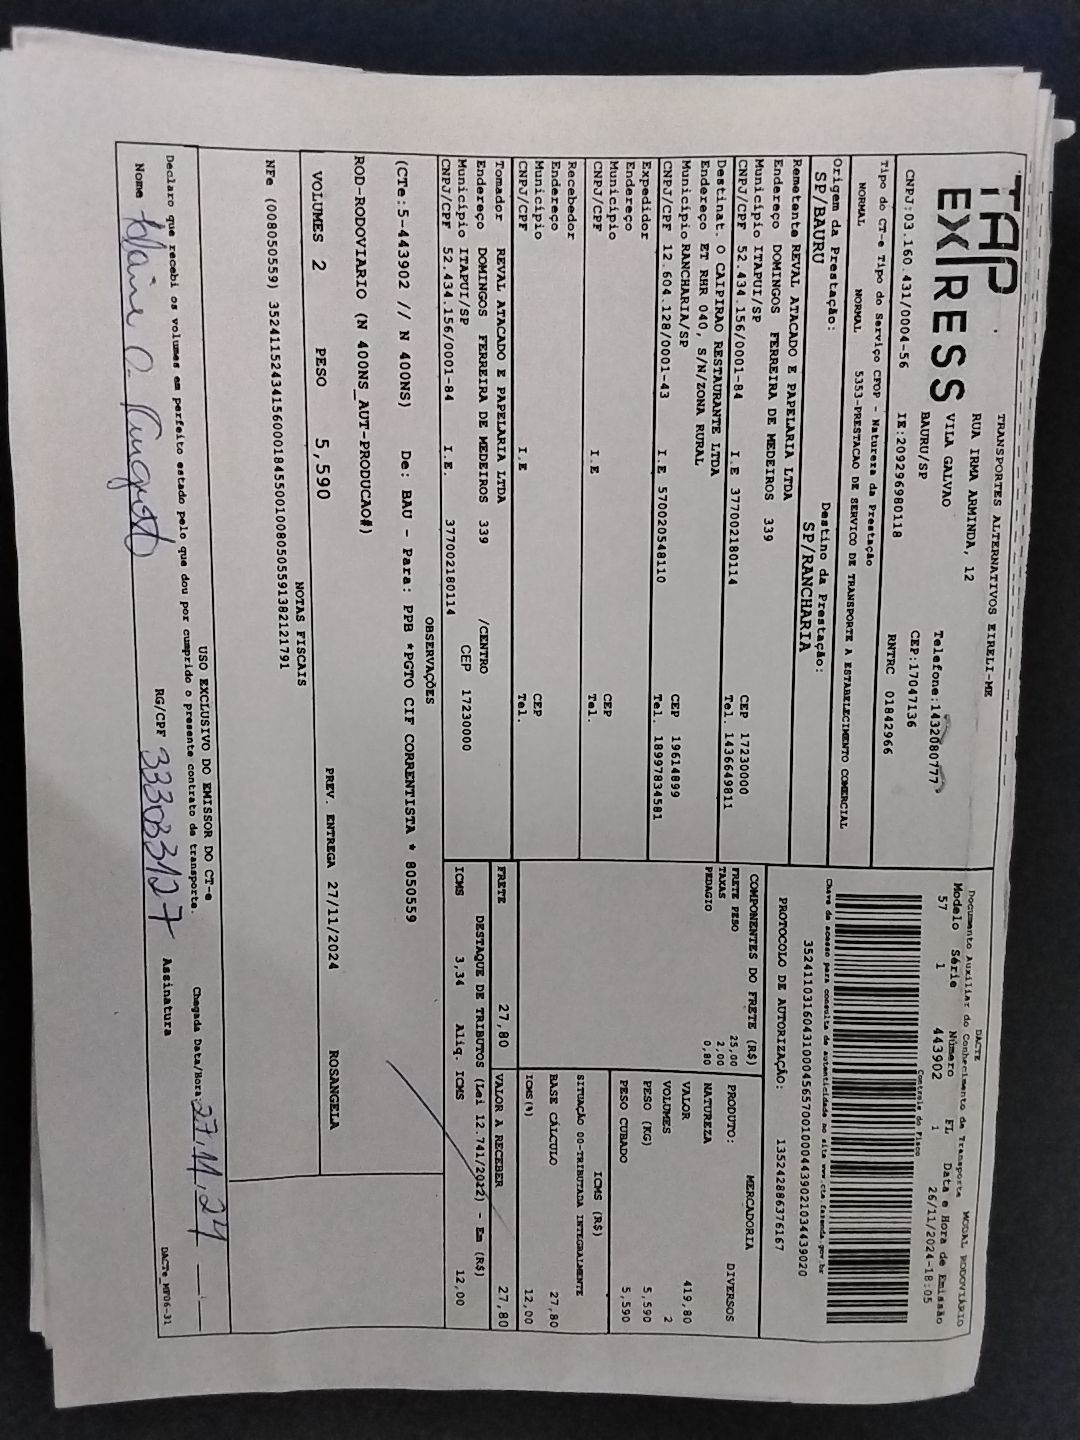 TAP
EXPRESS
TRANSPORTES ALTERNATIVOS EIRELI-ME
RUA IRMA ARMINDA, 12
VILA GALVAO
BAURU/SP
Telefone:1432080777
CEP:17047136
CNPJ:03.160.431/0004-56 IE:209296980118 RNTRC 01842966
DACTE MODAL RODOVIÁRIO
Documento Auxiliar do Conhecimento de Transporte
Modelo Série Número FL Data e Hora de Emissão
57 1 443902 1 26/11/2024-18:05
Controle do Fisco
Chave de acesso para consulta de autenticidade no site www.cte.fazenda.gov.br
35241103160431000456570010004439021034439020
PROTOCOLO DE AUTORIZAÇÃO: 135242886376167
Tipo do CT-e Tipo do Serviço CFOP - Natureza da Prestação
NORMAL NORMAL 5353-PRESTACAO DE SERVICO DE TRANSPORTE A ESTABELECIMENTO COMERCIAL
Origem da Prestação: Destino da Prestação:
SP/BAURU SP/RANCHARIA
Remetente REVAL ATACADO E PAPELARIA LTDA
Endereço DOMINGOS FERREIRA DE MEDEIROS 339
Município ITAPUI/SP CEP 17230000
CNPJ/CPF 52.434.156/0001-84 I.E 377002180114 Tel. 1436649811
Destinat. O CAIPIRAO RESTAURANTE LTDA
Endereço ET RHR 040, S/N/ZONA RURAL
Município RANCHARIA/SP CEP 19614899
CNPJ/CPF 12.604.128/0001-43 I.E 570020548110 Tel. 18997834581
Expedidor
Endereço
Município CEP
CNPJ/CPF I.E Tel.
Recebedor
Endereço
Município CEP
CNPJ/CPF I.E Tel.
Tomador REVAL ATACADO E PAPELARIA LTDA
Endereço DOMINGOS FERREIRA DE MEDEIROS 339 /CENTRO
Município ITAPUI/SP CEP 17230000
CNPJ/CPF 52.434.156/0001-84 I.E. 377002180114
COMPONENTES DO FRETE (R$)
FRETE PESO 25,00
TAXAS 2,00
PEDAGIO 0,80
PRODUTO: MERCADORIA
NATUREZA DIVERSOS
VALOR 419,80
VOLUMES 2
PESO (KG) 5,590
PESO CUBADO 5,590
ICMS (R$)
SITUAÇÃO 00-TRIBUTADA INTEGRALMENTE
BASE CÁLCULO 27,80
ICMS(%) 12,00
FRETE 27,80 VALOR A RECEBER 27,80
DESTAQUE DE TRIBUTOS (Lei 12.741/2012) - Em (R$)
ICMS 3,34 Aliq. ICMS 12,00
OBSERVAÇÕES
(CTe:5-443902 // N 400NS) De: BAU - Para: PPB *PGTO CIF CORRENTISTA * 8050559
ROD-RODOVIARIO (N 400NS_AUT-PRODUCAO#)
VOLUMES 2 PESO 5,590 PREV. ENTREGA 27/11/2024 ROSANGELA
NOTAS FISCAIS
NFe (008050559) 35241152434156000184550010080505591382121791
USO EXCLUSIVO DO EMISSOR DO CT-e
Declaro que recebi os volumes em perfeito estado pelo que dou por cumprido o presente contrato de transporte.
Chegada Data/Hora: 27.11.24
Nome RG/CPF 333033127 Assinatura
DACTe_MF06-31